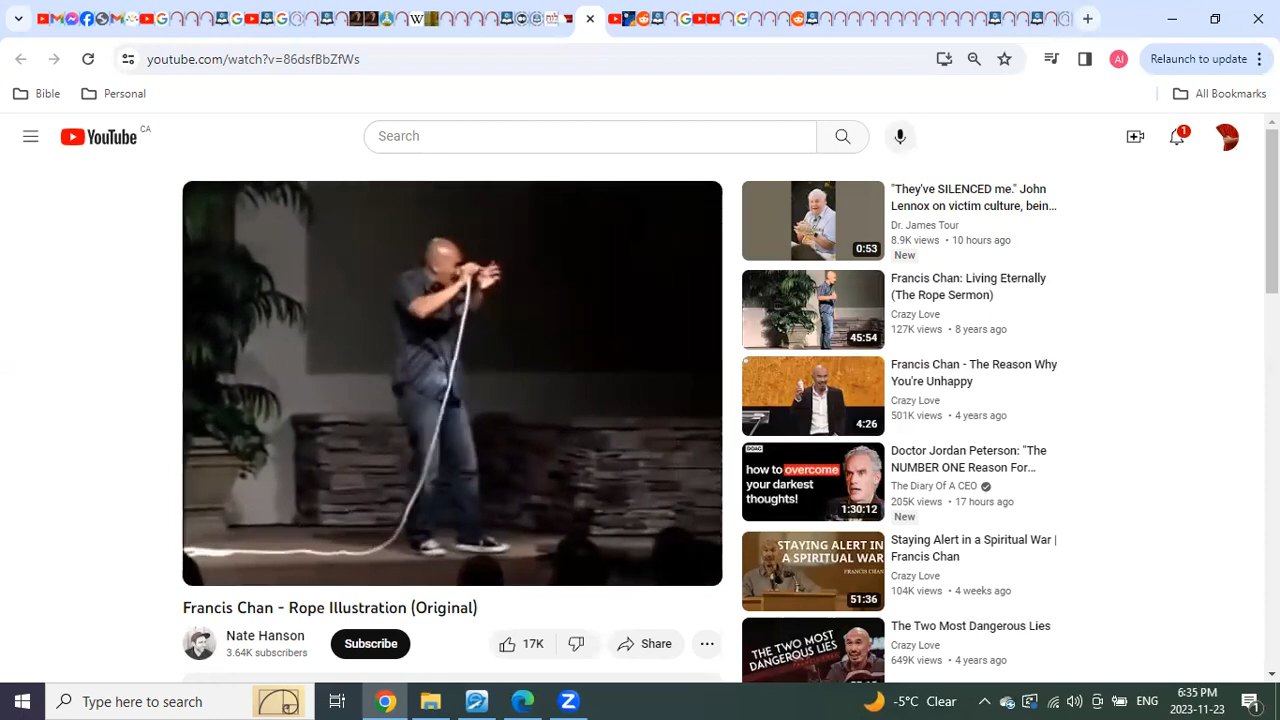 youtube.com/watch?v=86dsfBbZfWs
Relaunch to update
Bible
Personal
All Bookmarks
YouTube CA
Search
1
"They've SILENCED me." John
Lennox on victim culture, bein...
Dr. James Tour
8.9K views • 10 hours ago
New
0:53
Francis Chan: Living Eternally
(The Rope Sermon)
Crazy Love
127K views • 8 years ago
45:54
Francis Chan - The Reason Why
You're Unhappy
Crazy Love
501K views • 4 years ago
4:26
how to overcome
your darkest
thoughts!
1:30:12
Doctor Jordan Peterson: "The
NUMBER ONE Reason For...
The Diary Of A CEO
205K views • 17 hours ago
New
STAYING ALERT IN
A SPIRITUAL WAR
FRANCIS CHAN
51:36
Staying Alert in a Spiritual War |
Francis Chan
Crazy Love
104K views • 4 weeks ago
THE TWO MOST
DANGEROUS LIES
The Two Most Dangerous Lies
Crazy Love
649K views • 4 years ago
Francis Chan - Rope Illustration (Original)
Nate Hanson
3.64K subscribers
Subscribe
17K
Share
Type here to search
-5°C Clear
ENG
6:35 PM
2023-11-23
1